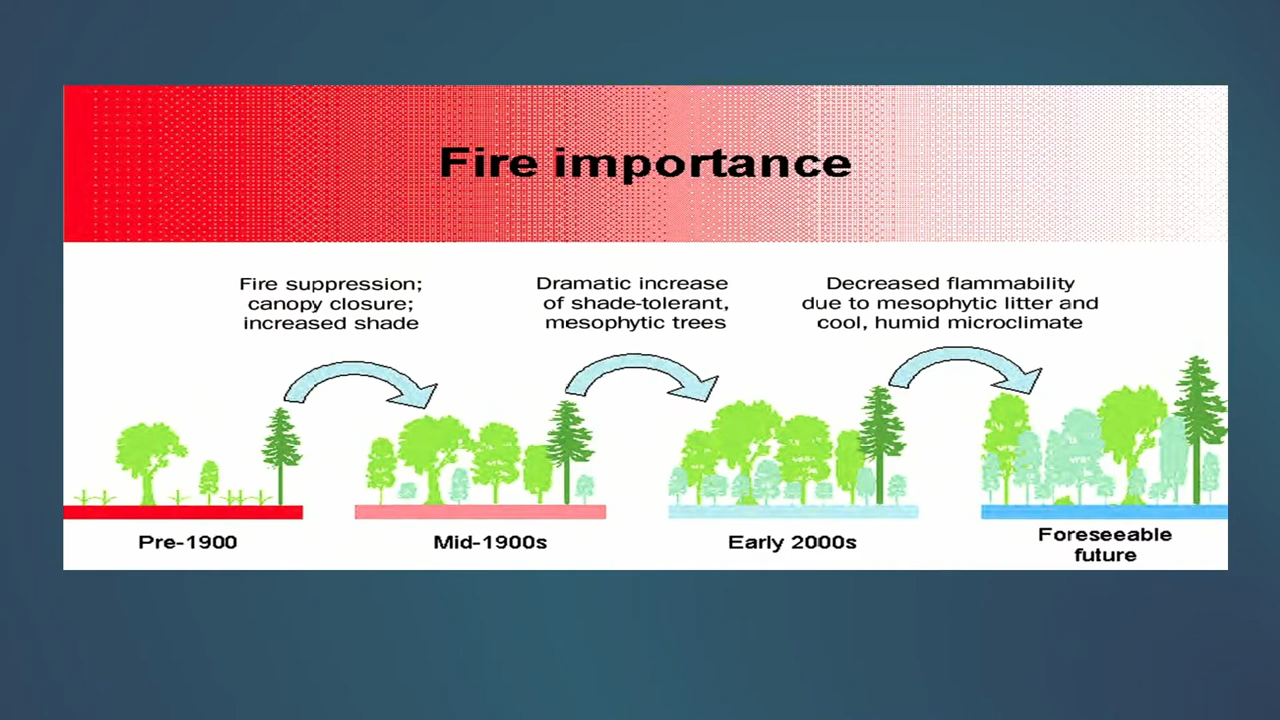 Fire importance
Fire suppression;
canopy closure;
increased shade
Dramatic increase
of shade-tolerant,
mesophytic trees
Decreased flammability
due to mesophytic litter and
cool, humid microclimate
Pre-1900
Mid-1900s
Early 2000s
Foreseeable
future